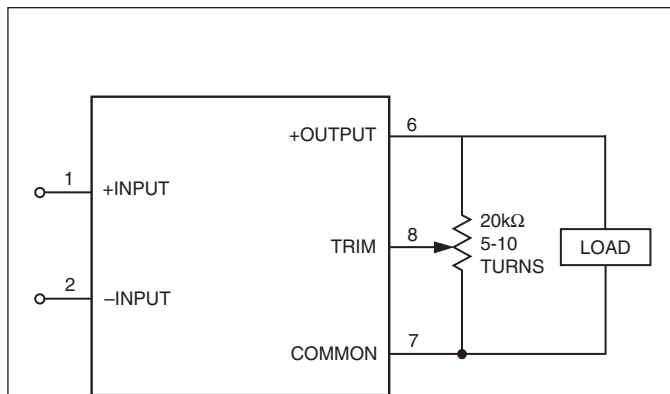 6
+OUTPUT
1
+INPUT
20kΩ
8
5-10
TRIM
LOAD
TURNS
2
–INPUT
7
COMMON